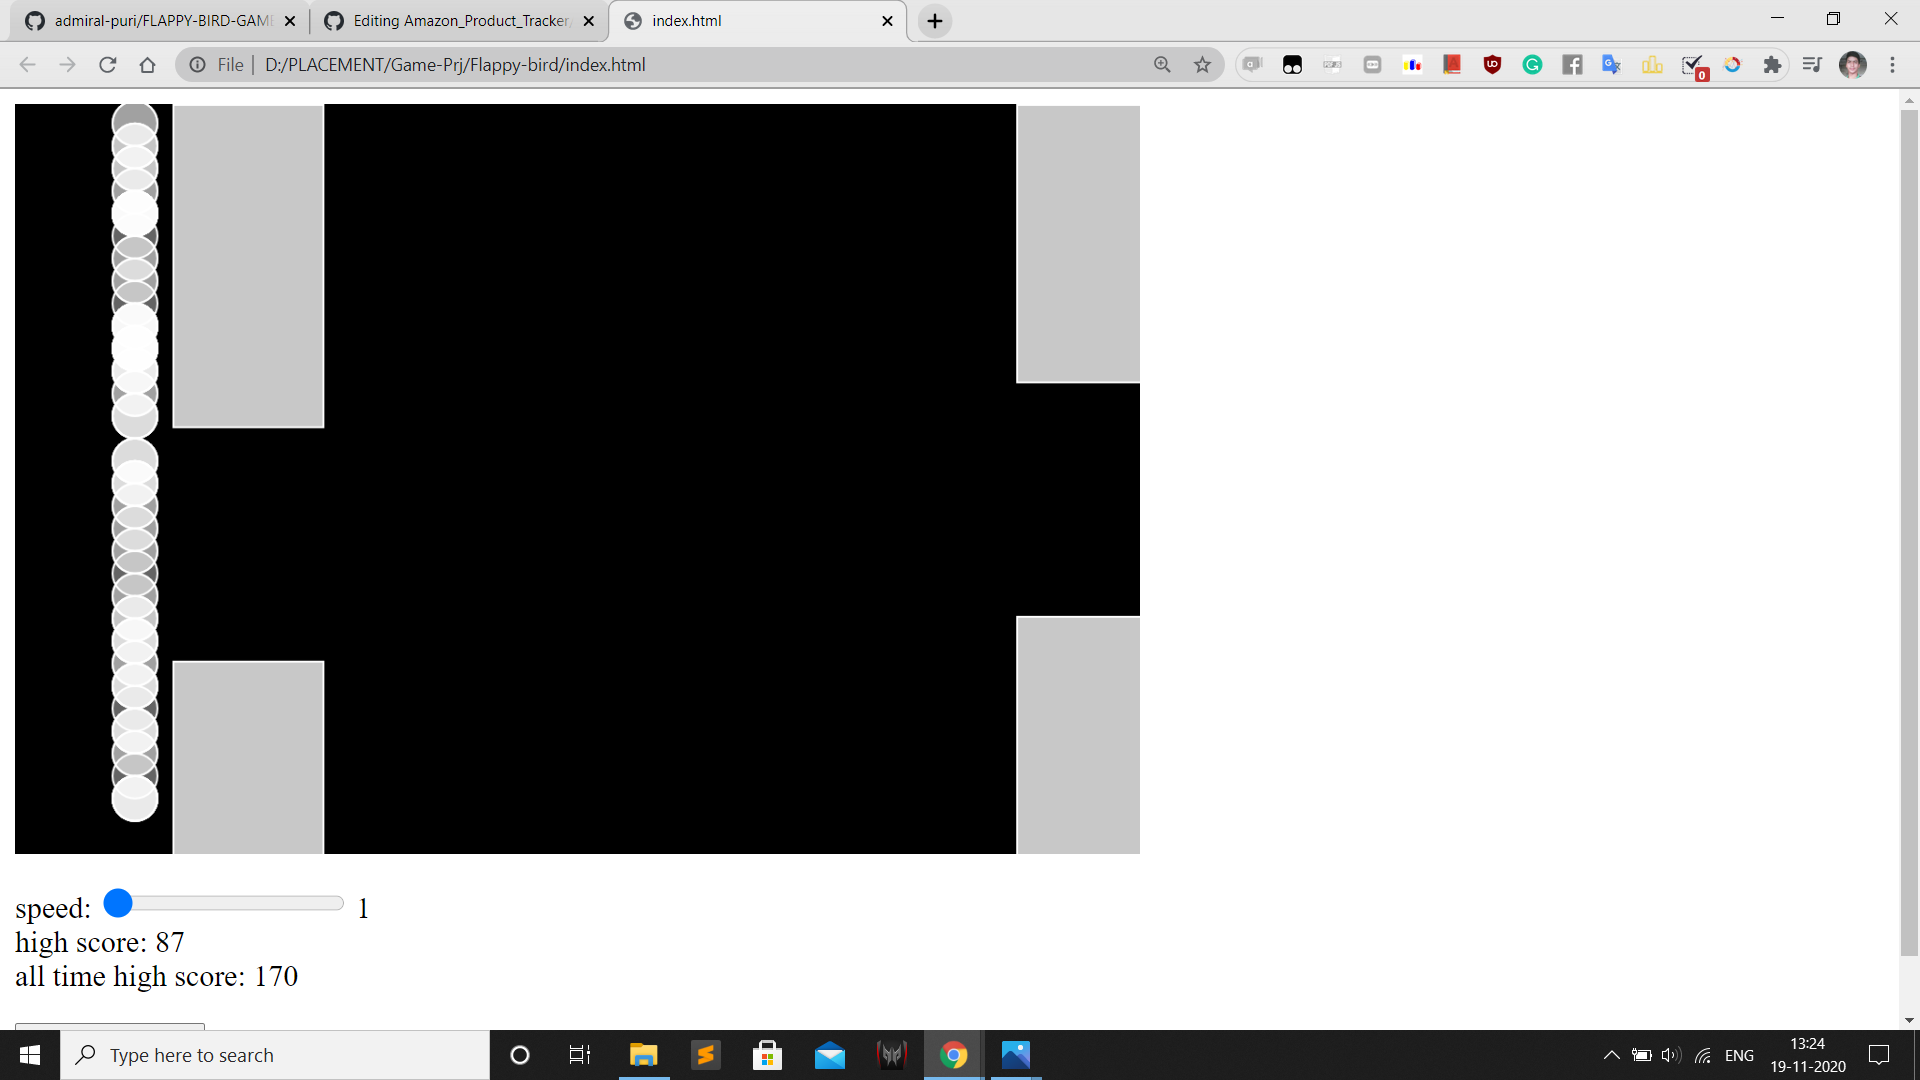 admiral-puri/FLAPPY-BIRD-GAM
Editing Amazon_Product_Tracker
index.html
File
D:/PLACEMENT/Game-Prj/Flappy-bird/index.html
0
speed: 1
high score: 87
all time high score: 170
Type here to search
ENG
13:24
19-11-2020